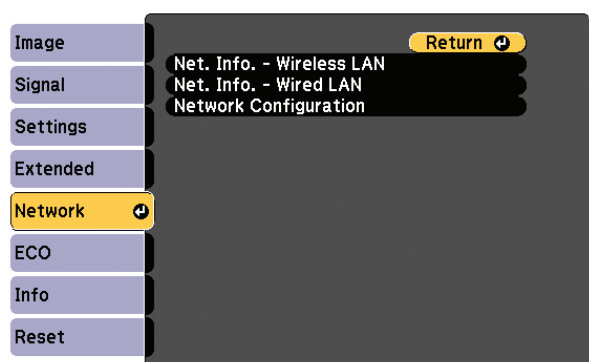 Image
Signal
Settings
Extended
Network
ECO
Info
Reset
Return
Net. Info. - Wireless LAN
Net. Info. - Wired LAN
Network Configuration